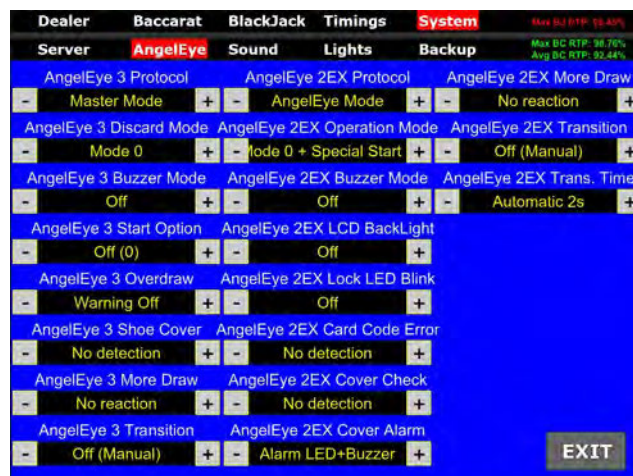 Dealer Baccarat BlackJack Timings System
Server AngelEye Sound Lights Backup Max BC RTP: 98.76%
Avg BC RTP: 92.44%
AngelEye 3 Protocol AngelEye 2EX Protocol AngelEye 2EX More Draw
- Master Mode + - AngelEye Mode + - No reaction +
AngelEye 3 Discard Mode AngelEye 2EX Operation Mode AngelEye 2EX Transition
- Mode 0 + - Mode 0 + Special Start + - Off (Manual) +
AngelEye 3 Buzzer Mode AngelEye 2EX Buzzer Mode AngelEye 2EX Trans. Time
- Off + - Off + - Automatic 2s +
AngelEye 3 Start Option AngelEye 2EX LCD BackLight
- Off (0) + - Off +
AngelEye 3 Overdraw AngelEye 2EX Lock LED Blink
- Warning Off + - Off +
AngelEye 3 Shoe Cover AngelEye 2EX Card Code Error
- No detection + - No detection +
AngelEye 3 More Draw AngelEye 2EX Cover Check
- No reaction + - No detection +
AngelEye 3 Transition AngelEye 2EX Cover Alarm
- Off (Manual) + - Alarm LED+Buzzer +
EXIT